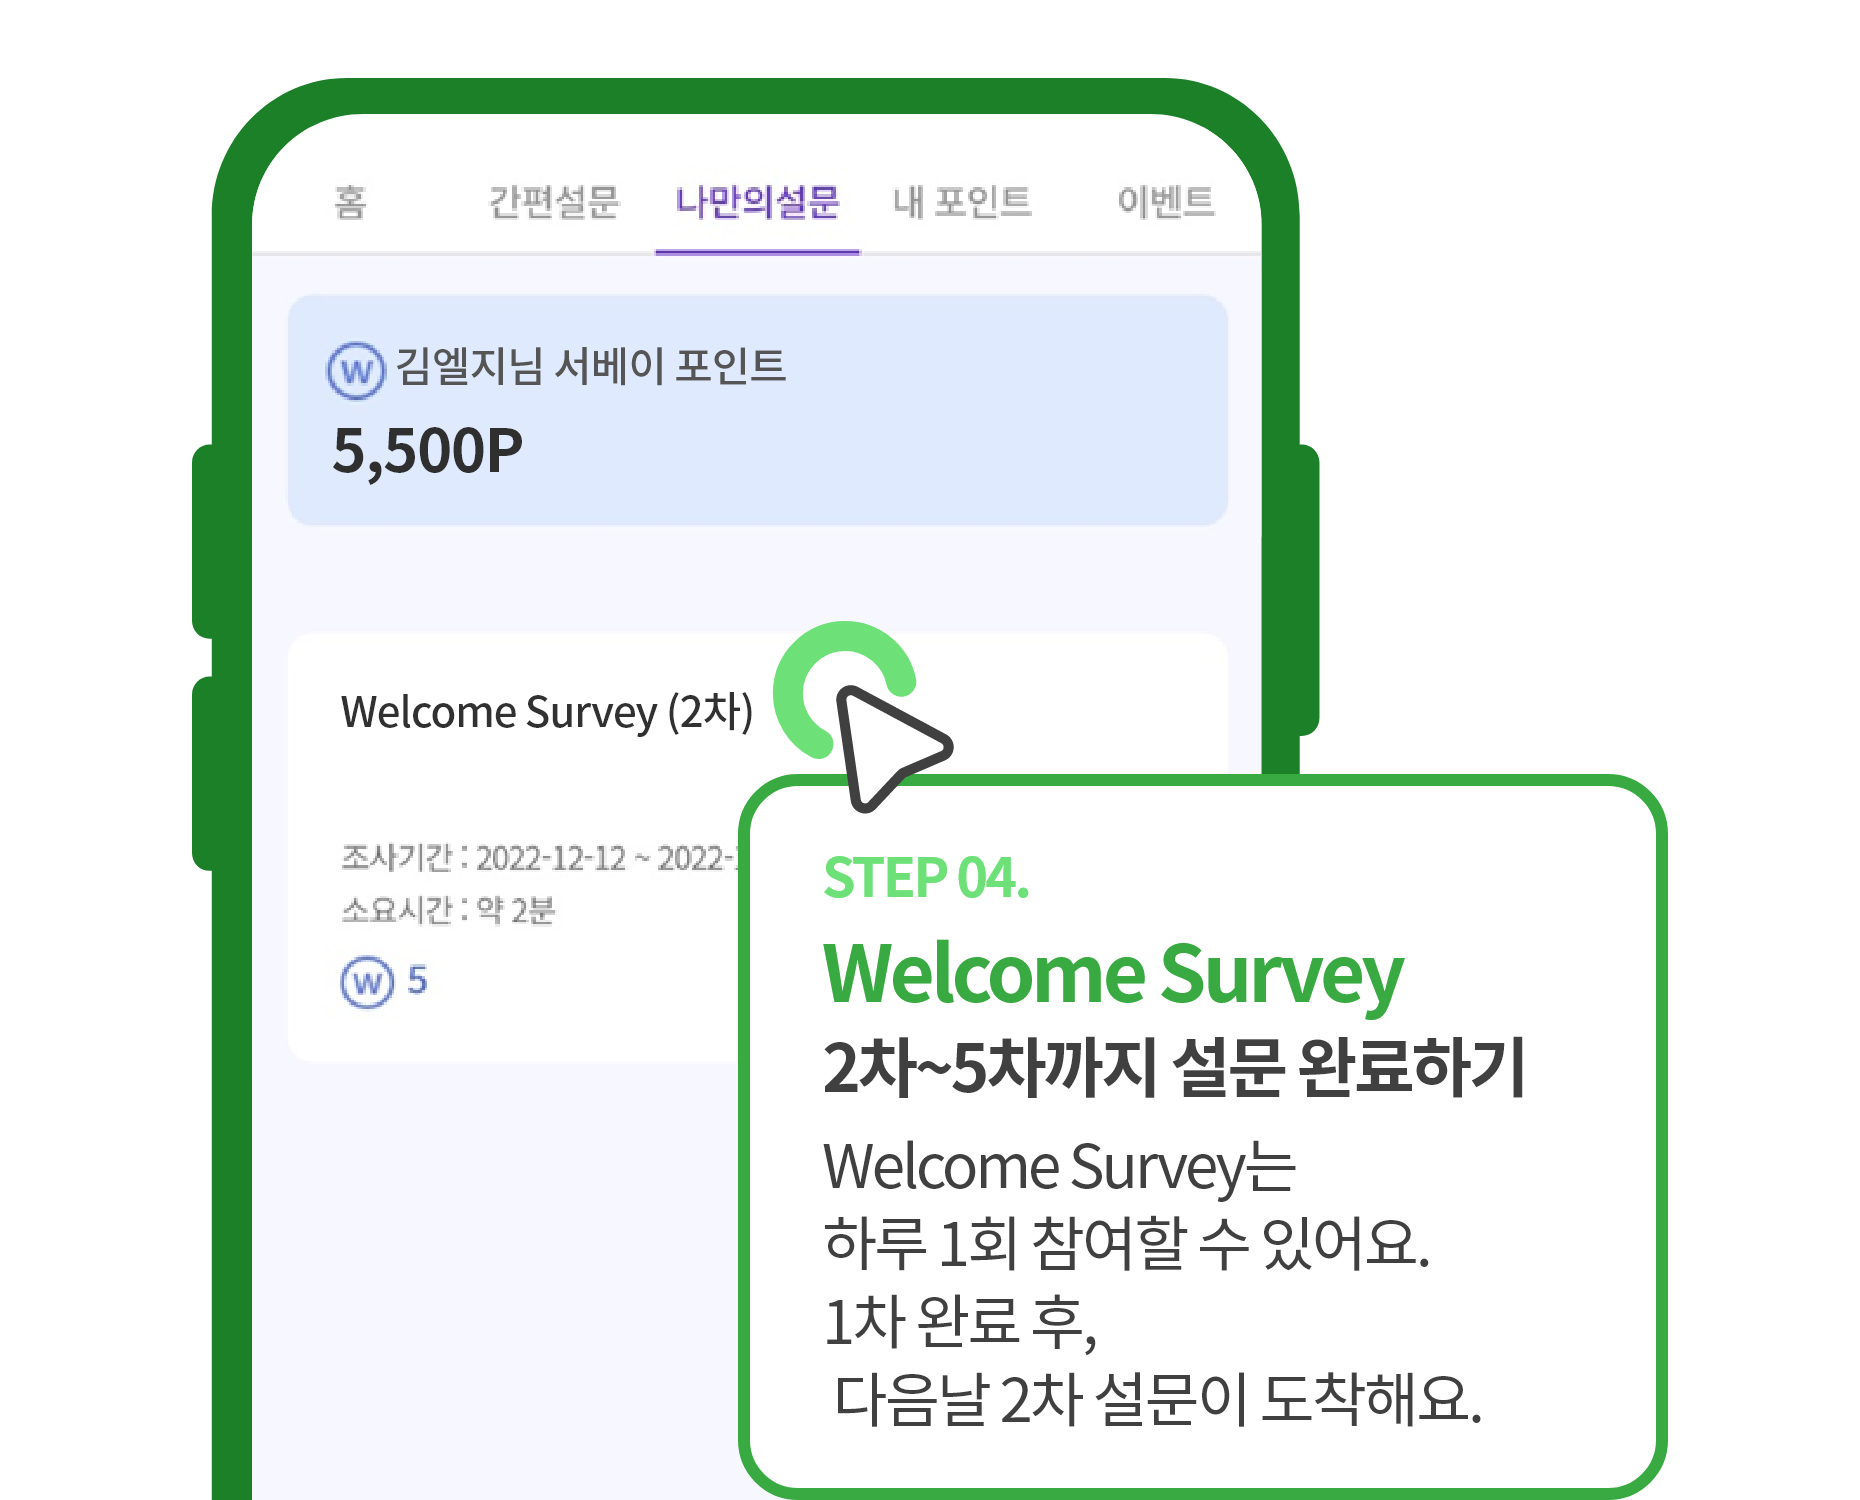 홈 간편설문 나만의설문 내 포인트 이벤트
W 김엘지님 서베이 포인트
5,500P
Welcome Survey (2차)
조사기간 : 2022-12-12 ~ 2022-
소요시간 : 약 2분
W 5
STEP 04.
Welcome Survey
2차~5차까지 설문 완료하기
Welcome Survey는
하루 1회 참여할 수 있어요.
1차 완료 후,
다음날 2차 설문이 도착해요.